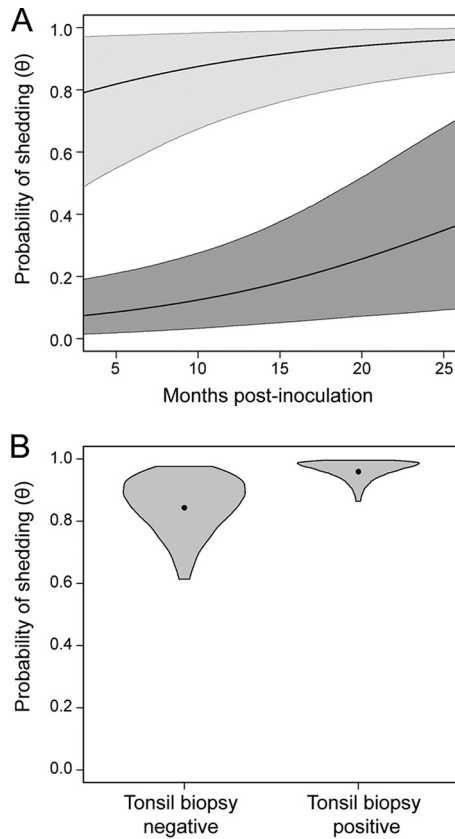 A
Probability of shedding (θ)
1.0
0.8
0.6
0.4
0.2
0.0
5
10
15
20
25
Months post-inoculation
B
Probability of shedding (θ)
1.0
0.8
0.6
0.4
0.2
0.0
Tonsil biopsy
negative
Tonsil biopsy
positive